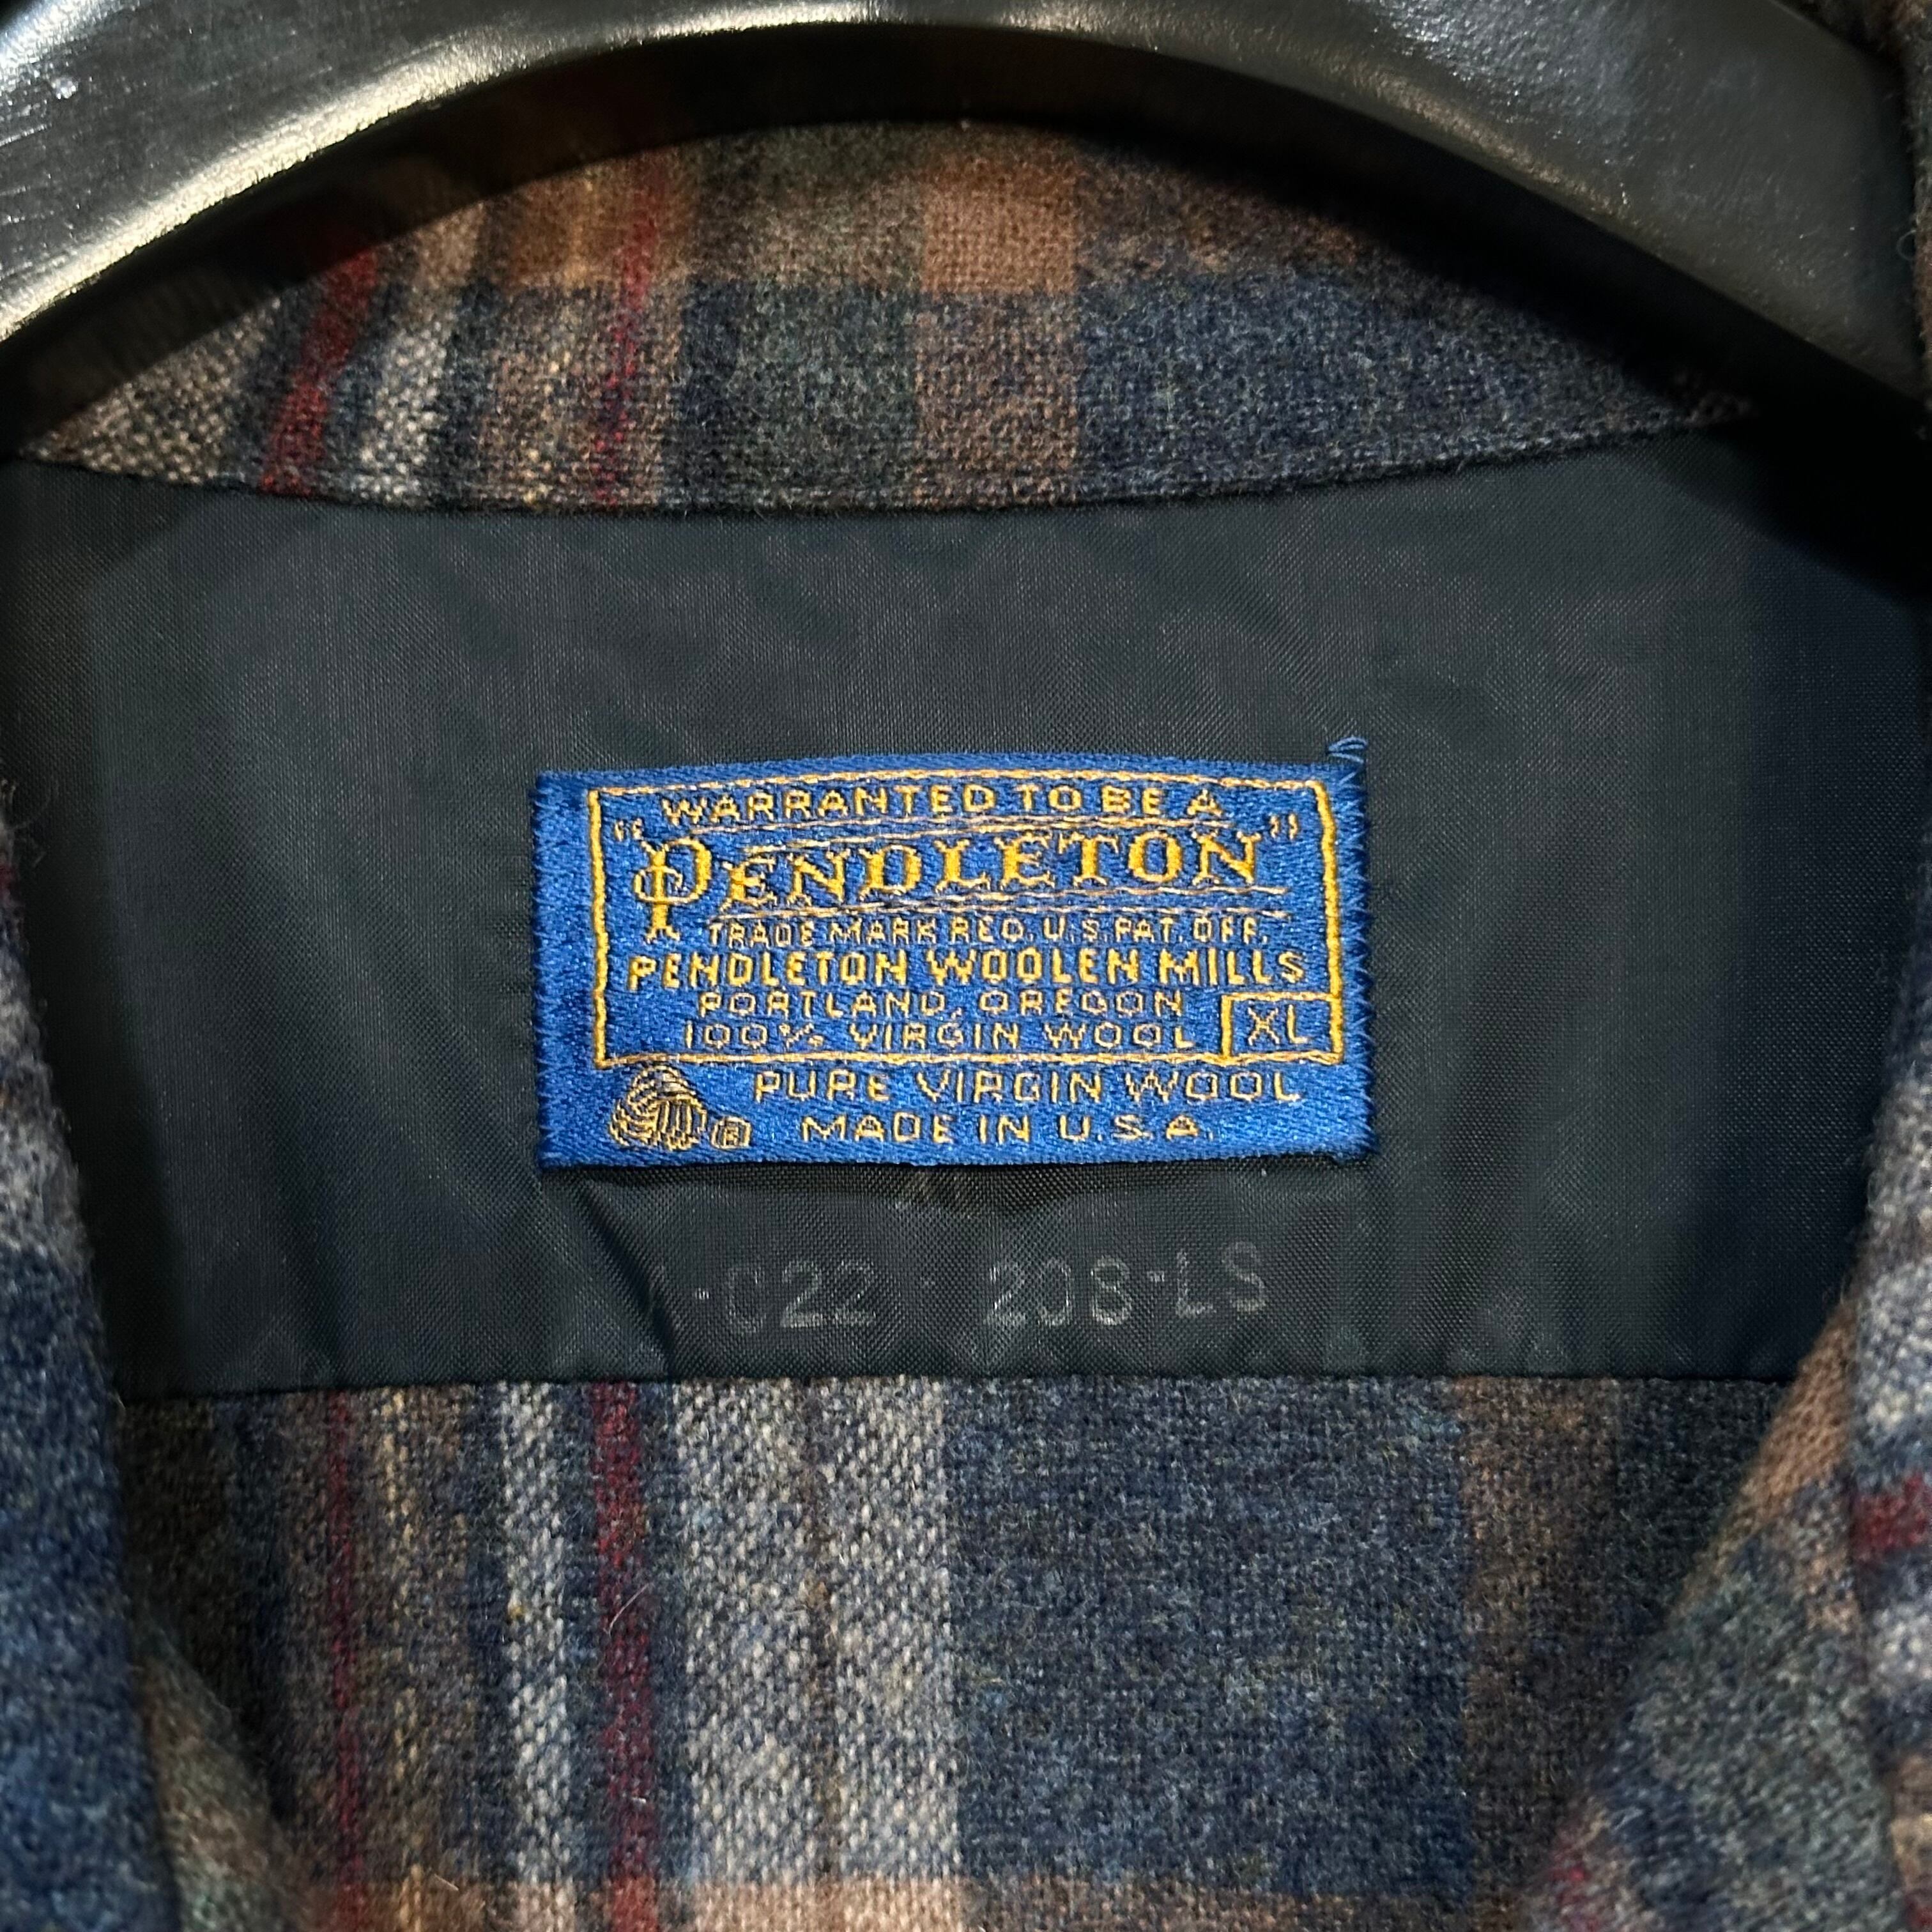 WARRANTED TO BE A
"PENDLETON"
TRADE MARK REG. U.S. PAT. OFF.
PENDLETON WOOLEN MILLS
PORTLAND, OREGON
100% VIRGIN WOOL XL
PURE VIRGIN WOOL
® MADE IN U.S.A.
-C22 208-LS